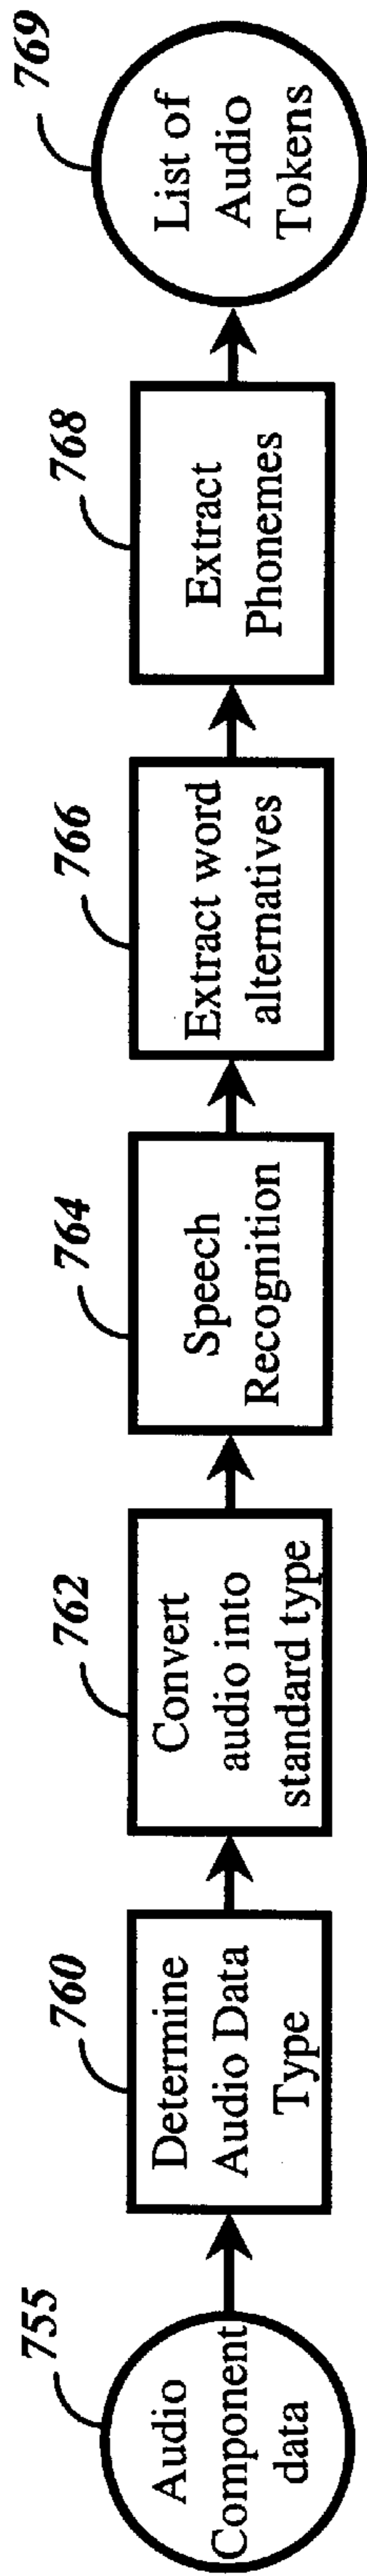 755
Audio
Component
data
760
Determine
Audio Data
Type
762
Convert
audio into
standard type
764
Speech
Recognition
766
Extract word
alternatives
768
Extract
Phonemes
769
List of
Audio
Tokens